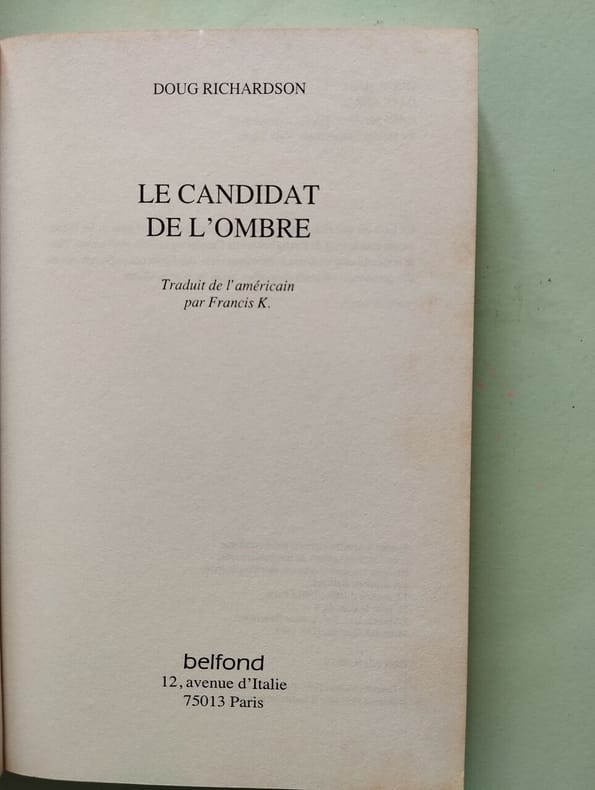 DOUG RICHARDSON
LE CANDIDAT
DE L'OMBRE
Traduit de l'américain
par Francis K.
belfond
12, avenue d'Italie
75013 Paris